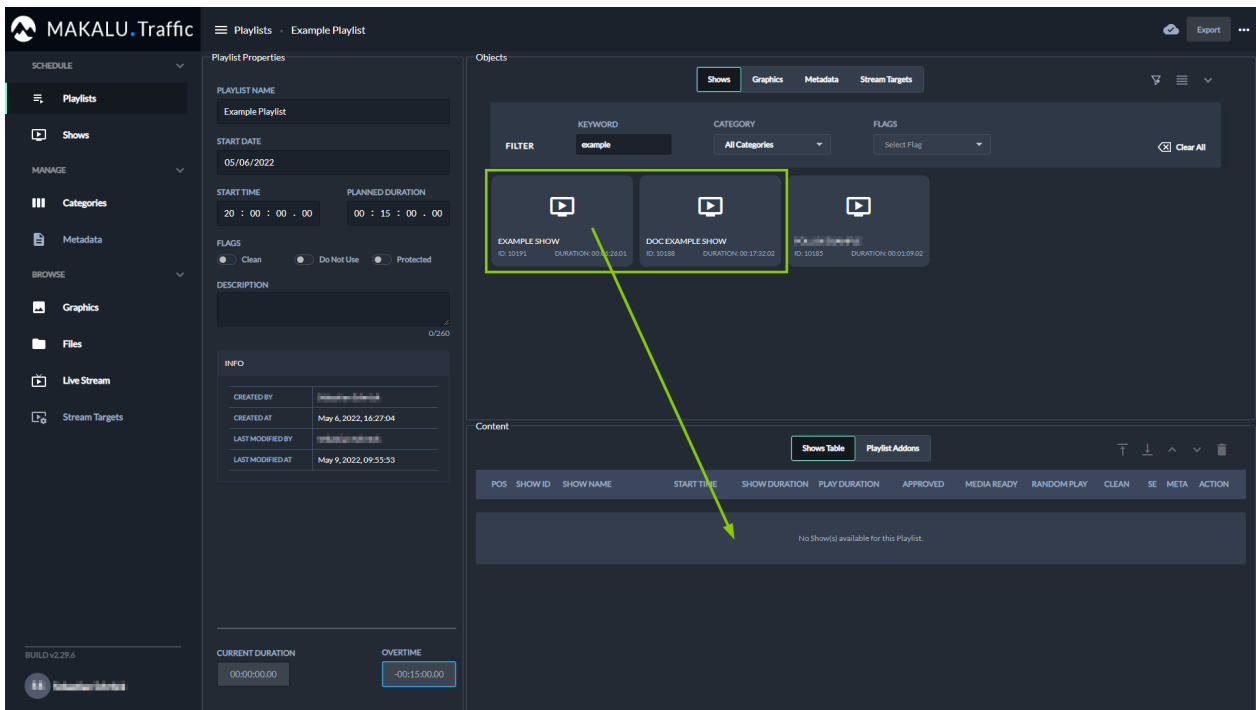 MAKALU.Traffic
Playlists
Example Playlist
Export
SCHEDULE
Playlists
Shows
MANAGE
Categories
Metadata
BROWSE
Graphics
Files
Live Stream
Stream Targets
BUILD v2.29.6
Playlist Properties
PLAYLIST NAME
Example Playlist
START DATE
05/06/2022
START TIME PLANNED DURATION
20 : 00 : 00 . 00 00 : 15 : 00 . 00
FLAGS
Clean Do Not Use Protected
DESCRIPTION
0/260
INFO
CREATED BY
CREATED AT May 6, 2022, 16:27:04
LAST MODIFIED BY
LAST MODIFIED AT May 9, 2022, 09:55:53
CURRENT DURATION OVERTIME
00:00:00.00 -00:15:00.00
Objects
Shows Graphics Metadata Stream Targets
KEYWORD CATEGORY FLAGS
FILTER example All Categories Select Flag Clear All
EXAMPLE SHOW
ID: 10191
DOC EXAMPLE SHOW
ID: 10188 DURATION: 00:17:32.02
ID: 10185 DURATION: 00:01:09.02
Content
Shows Table Playlist Addons
POS SHOW ID SHOW NAME START TIME SHOW DURATION PLAY DURATION APPROVED MEDIA READY RANDOM PLAY CLEAN SE META ACTION
No Show(s) available for this Playlist.